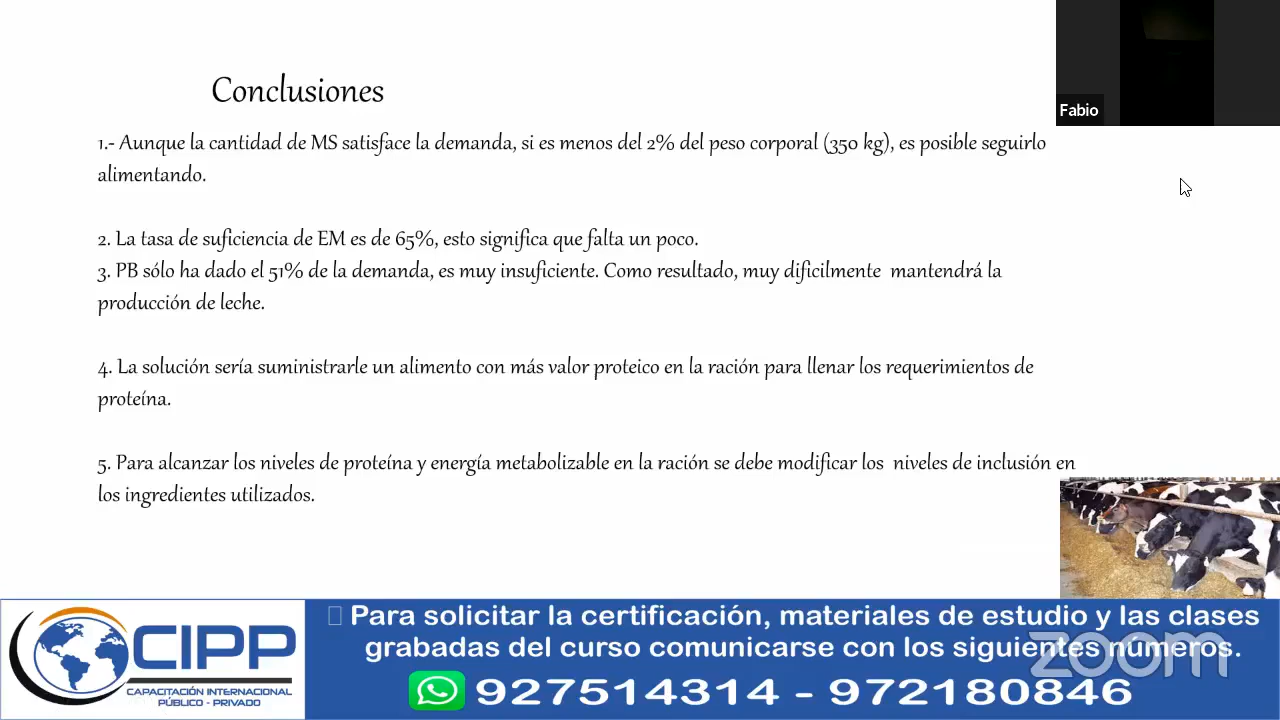 Conclusiones
Fabio
1.- Aunque la cantidad de MS satisface la demanda, si es menos del 2% del peso corporal (350 kg), es posible seguirlo
alimentando.
2. La tasa de suficiencia de EM es de 65%, esto significa que falta un poco.
3. PB sólo ha dado el 51% de la demanda, es muy insuficiente. Como resultado, muy dificilmente mantendrá la
producción de leche.
4. La solución sería suministrarle un alimento con más valor proteico en la ración para llenar los requerimientos de
proteína.
5. Para alcanzar los niveles de proteína y energía metabolizable en la ración se debe modificar los niveles de inclusión en
los ingredientes utilizados.
CIPP
CAPACITACIÓN INTERNACIONAL
PÚBLICO - PRIVADO
Para solicitar la certificación, materiales de estudio y las clases
grabadas del curso comunicarse con los siguientes números.
zoom
927514314 - 972180846